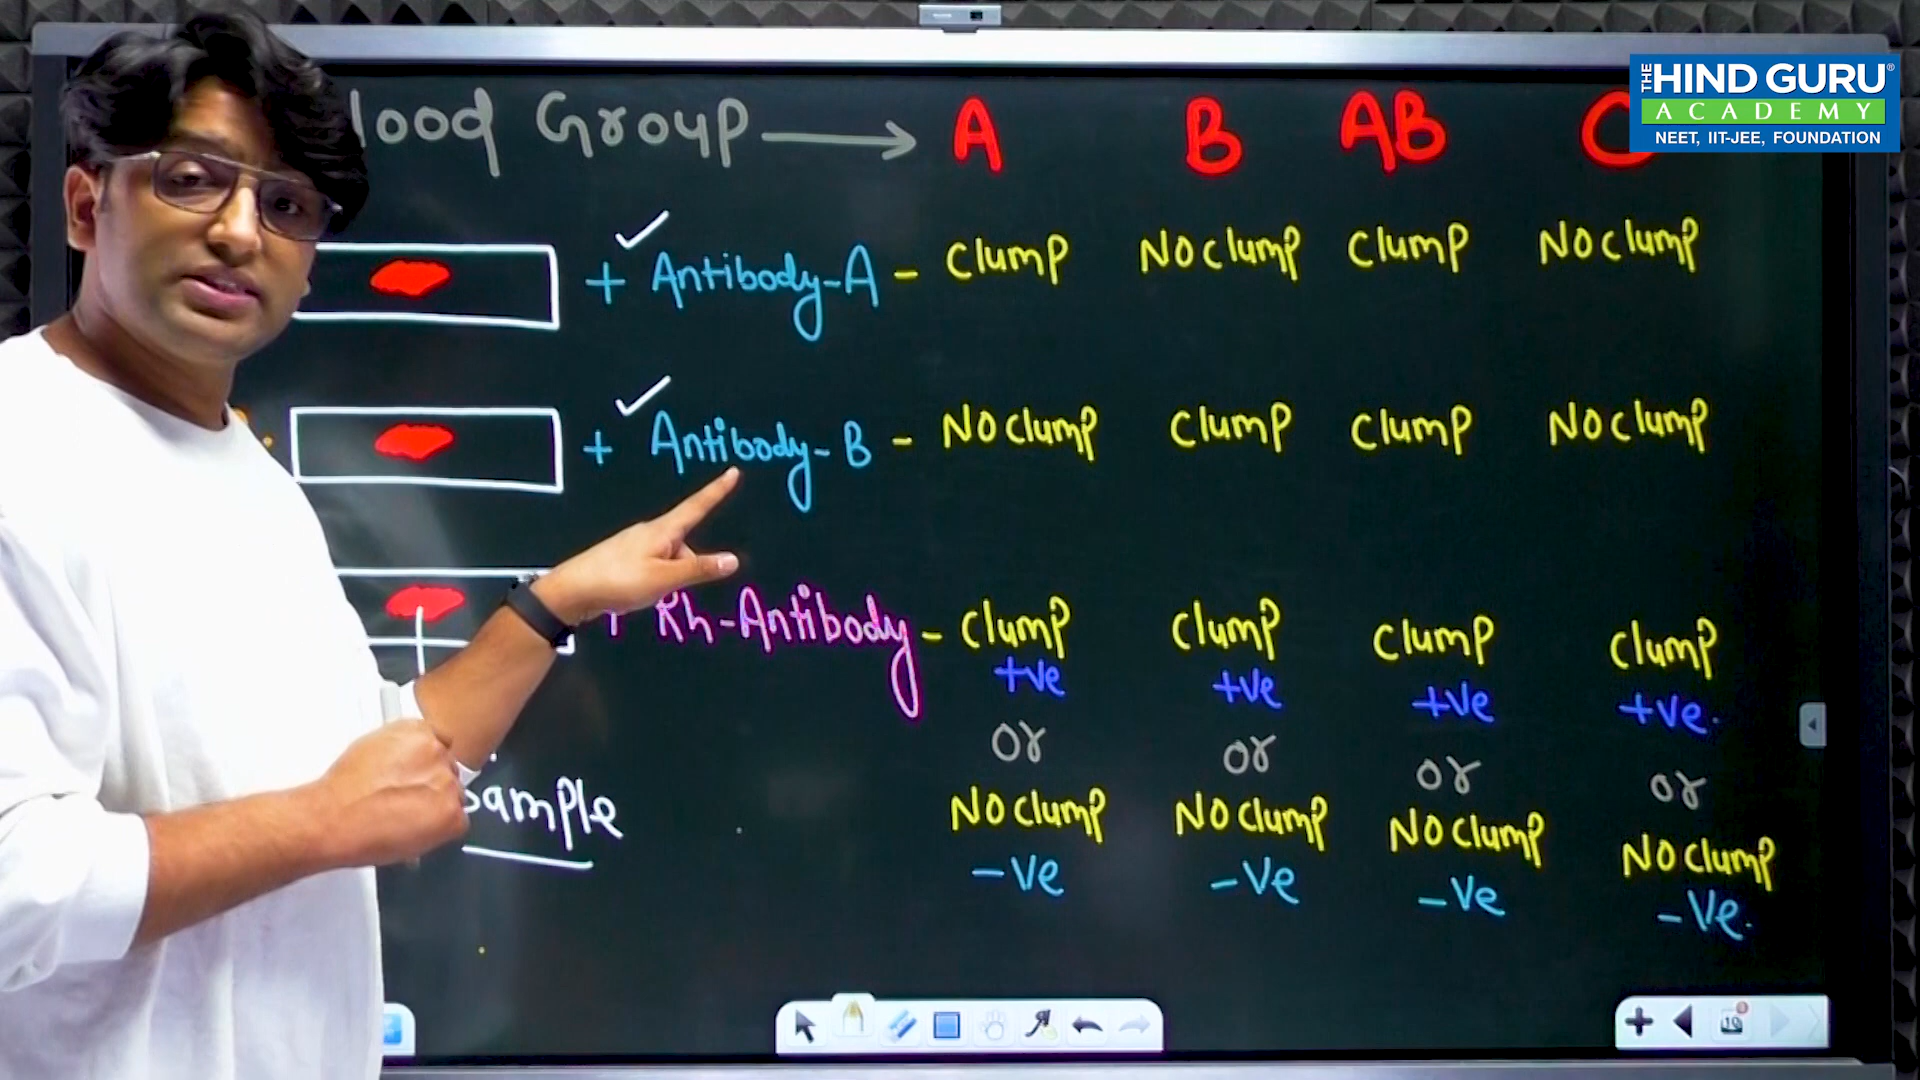 lood Group → A B AB
+ Antibody-A - Clump No clump Clump No clump
+ Antibody-B - No clump Clump Clump No clump
+ Rh-Antibody - Clump Clump Clump Clump
+ve +ve +ve +ve.
or or or or
No clump No clump No clump No clump
-ve -ve -ve -ve.
Sample
THE HIND GURU®
ACADEMY
NEET, IIT-JEE, FOUNDATION